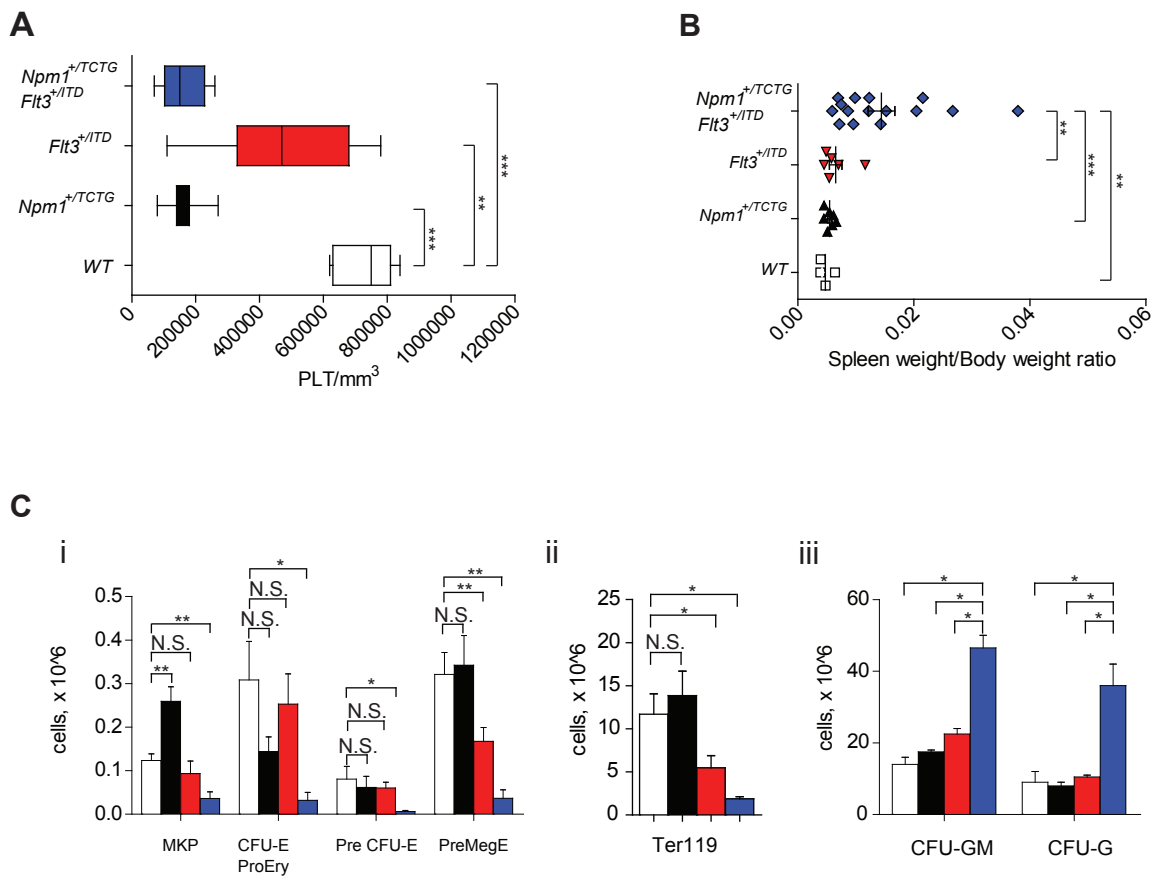 A
Npm1+/TCTG
Flt3+/ITD
Flt3+/ITD
Npm1+/TCTG
WT
***
**
***
0
200000
400000
600000
800000
1000000
1200000
PLT/mm3
B
Npm1+/TCTG
Flt3+/ITD
Flt3+/ITD
Npm1+/TCTG
WT
**
***
**
0.00
0.02
0.04
0.06
Spleen weight/Body weight ratio
C
i
cells, x 10^6
0.5
0.4
0.3
0.2
0.1
0.0
**
N.S.
**
*
N.S.
N.S.
*
N.S.
N.S.
**
**
N.S.
MKP
CFU-E
ProEry
Pre CFU-E
PreMegE
ii
cells, x 10^6
25
20
15
10
5
0
*
*
N.S.
Ter119
iii
cells, x 10^6
60
40
20
0
*
*
*
*
*
*
CFU-GM
CFU-G